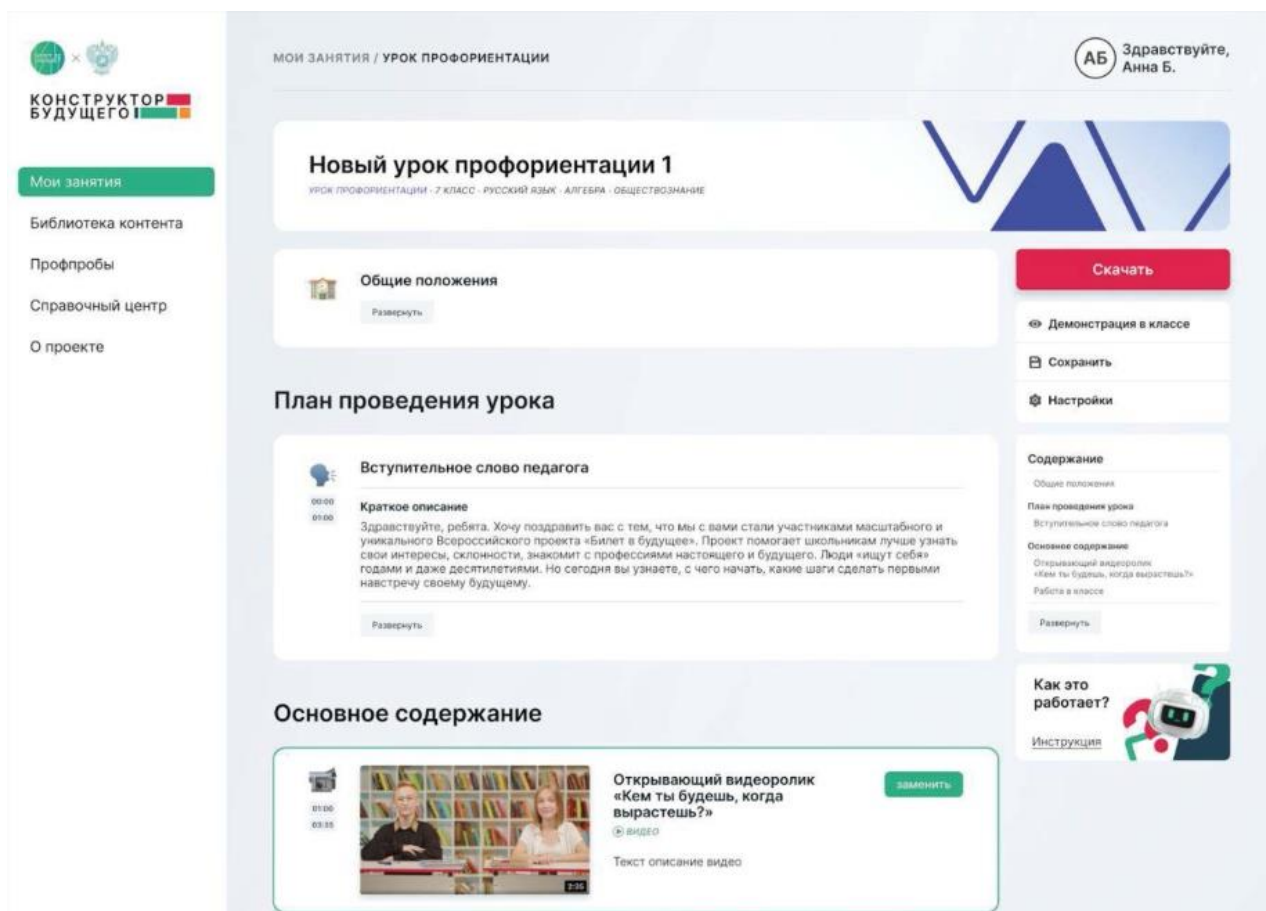 КОНСТРУКТОР
БУДУЩЕГО
Мои занятия
Библиотека контента
Профпробы
Справочный центр
О проекте
МОИ ЗАНЯТИЯ / УРОК ПРОФОРИЕНТАЦИИ
АБ
Здравствуйте,
Анна Б.
Новый урок профориентации 1
УРОК ПРОФОРИЕНТАЦИИ · 7 КЛАСС · РУССКИЙ ЯЗЫК · АЛГЕБРА · ОБЩЕСТВОЗНАНИЕ
Общие положения
Развернуть
План проведения урока
Вступительное слово педагога
00:00
01:00
Краткое описание
Здравствуйте, ребята. Хочу поздравить вас с тем, что мы с вами стали участниками масштабного и
уникального Всероссийского проекта «Билет в будущее». Проект помогает школьникам лучше узнать
свои интересы, склонности, знакомит с профессиями настоящего и будущего. Люди «ищут себя»
годами и даже десятилетиями. Но сегодня вы узнаете, с чего начать, какие шаги сделать первыми
навстречу своему будущему.
Развернуть
Основное содержание
01:00
03:35
2:35
Открывающий видеоролик
«Кем ты будешь, когда
вырастешь?»
ВИДЕО
Текст описание видео
заменить
Скачать
Демонстрация в классе
Сохранить
Настройки
Содержание
Общие положения
План проведения урока
Вступительное слово педагога
Основное содержание
Открывающий видеоролик
«Кем ты будешь, когда вырастешь?»
Работа в классе
Развернуть
Как это
работает?
Инструкция